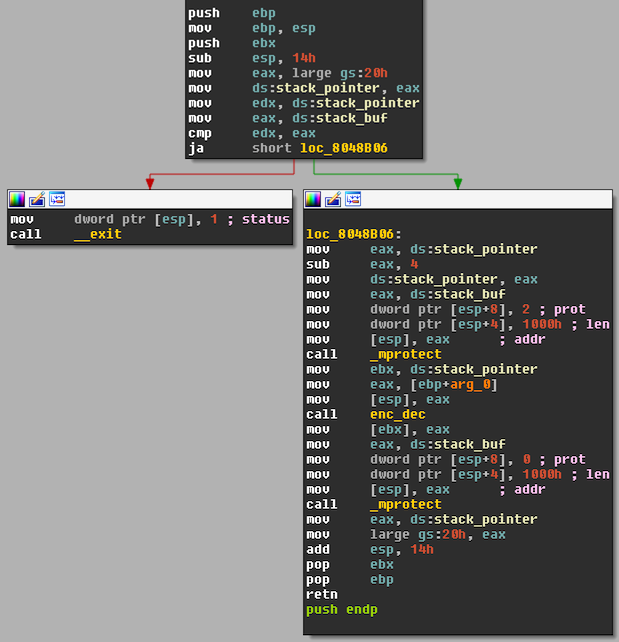 push ebp
mov ebp, esp
push ebx
sub esp, 14h
mov eax, large gs:20h
mov ds:stack_pointer, eax
mov edx, ds:stack_pointer
mov eax, ds:stack_buf
cmp edx, eax
ja short loc_8048B06
mov dword ptr [esp], 1 ; status
call __exit
loc_8048B06:
mov eax, ds:stack_pointer
sub eax, 4
mov ds:stack_pointer, eax
mov eax, ds:stack_buf
mov dword ptr [esp+8], 2 ; prot
mov dword ptr [esp+4], 1000h ; len
mov [esp], eax ; addr
call _mprotect
mov ebx, ds:stack_pointer
mov eax, [ebp+arg_0]
mov [esp], eax
call enc_dec
mov [ebx], eax
mov eax, ds:stack_buf
mov dword ptr [esp+8], 0 ; prot
mov dword ptr [esp+4], 1000h ; len
mov [esp], eax ; addr
call _mprotect
mov eax, ds:stack_pointer
mov large gs:20h, eax
add esp, 14h
pop ebx
pop ebp
retn
push endp